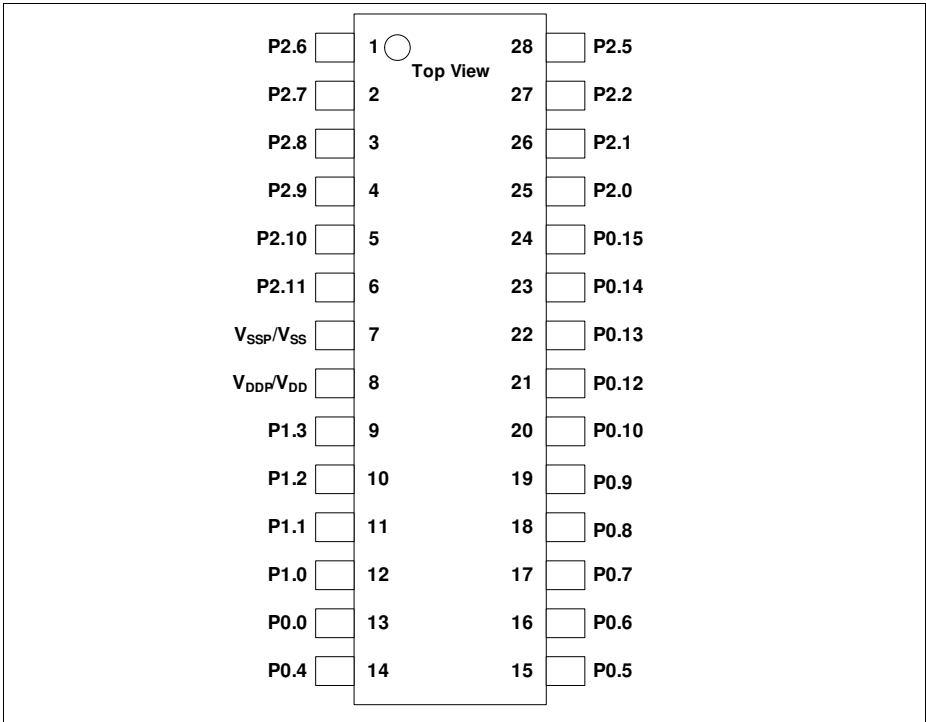 P2.6 1 28 P2.5
Top View
P2.7 2 27 P2.2
P2.8 3 26 P2.1
P2.9 4 25 P2.0
P2.10 5 24 P0.15
P2.11 6 23 P0.14
VSSP/VSS 7 22 P0.13
VDDP/VDD 8 21 P0.12
P1.3 9 20 P0.10
P1.2 10 19 P0.9
P1.1 11 18 P0.8
P1.0 12 17 P0.7
P0.0 13 16 P0.6
P0.4 14 15 P0.5